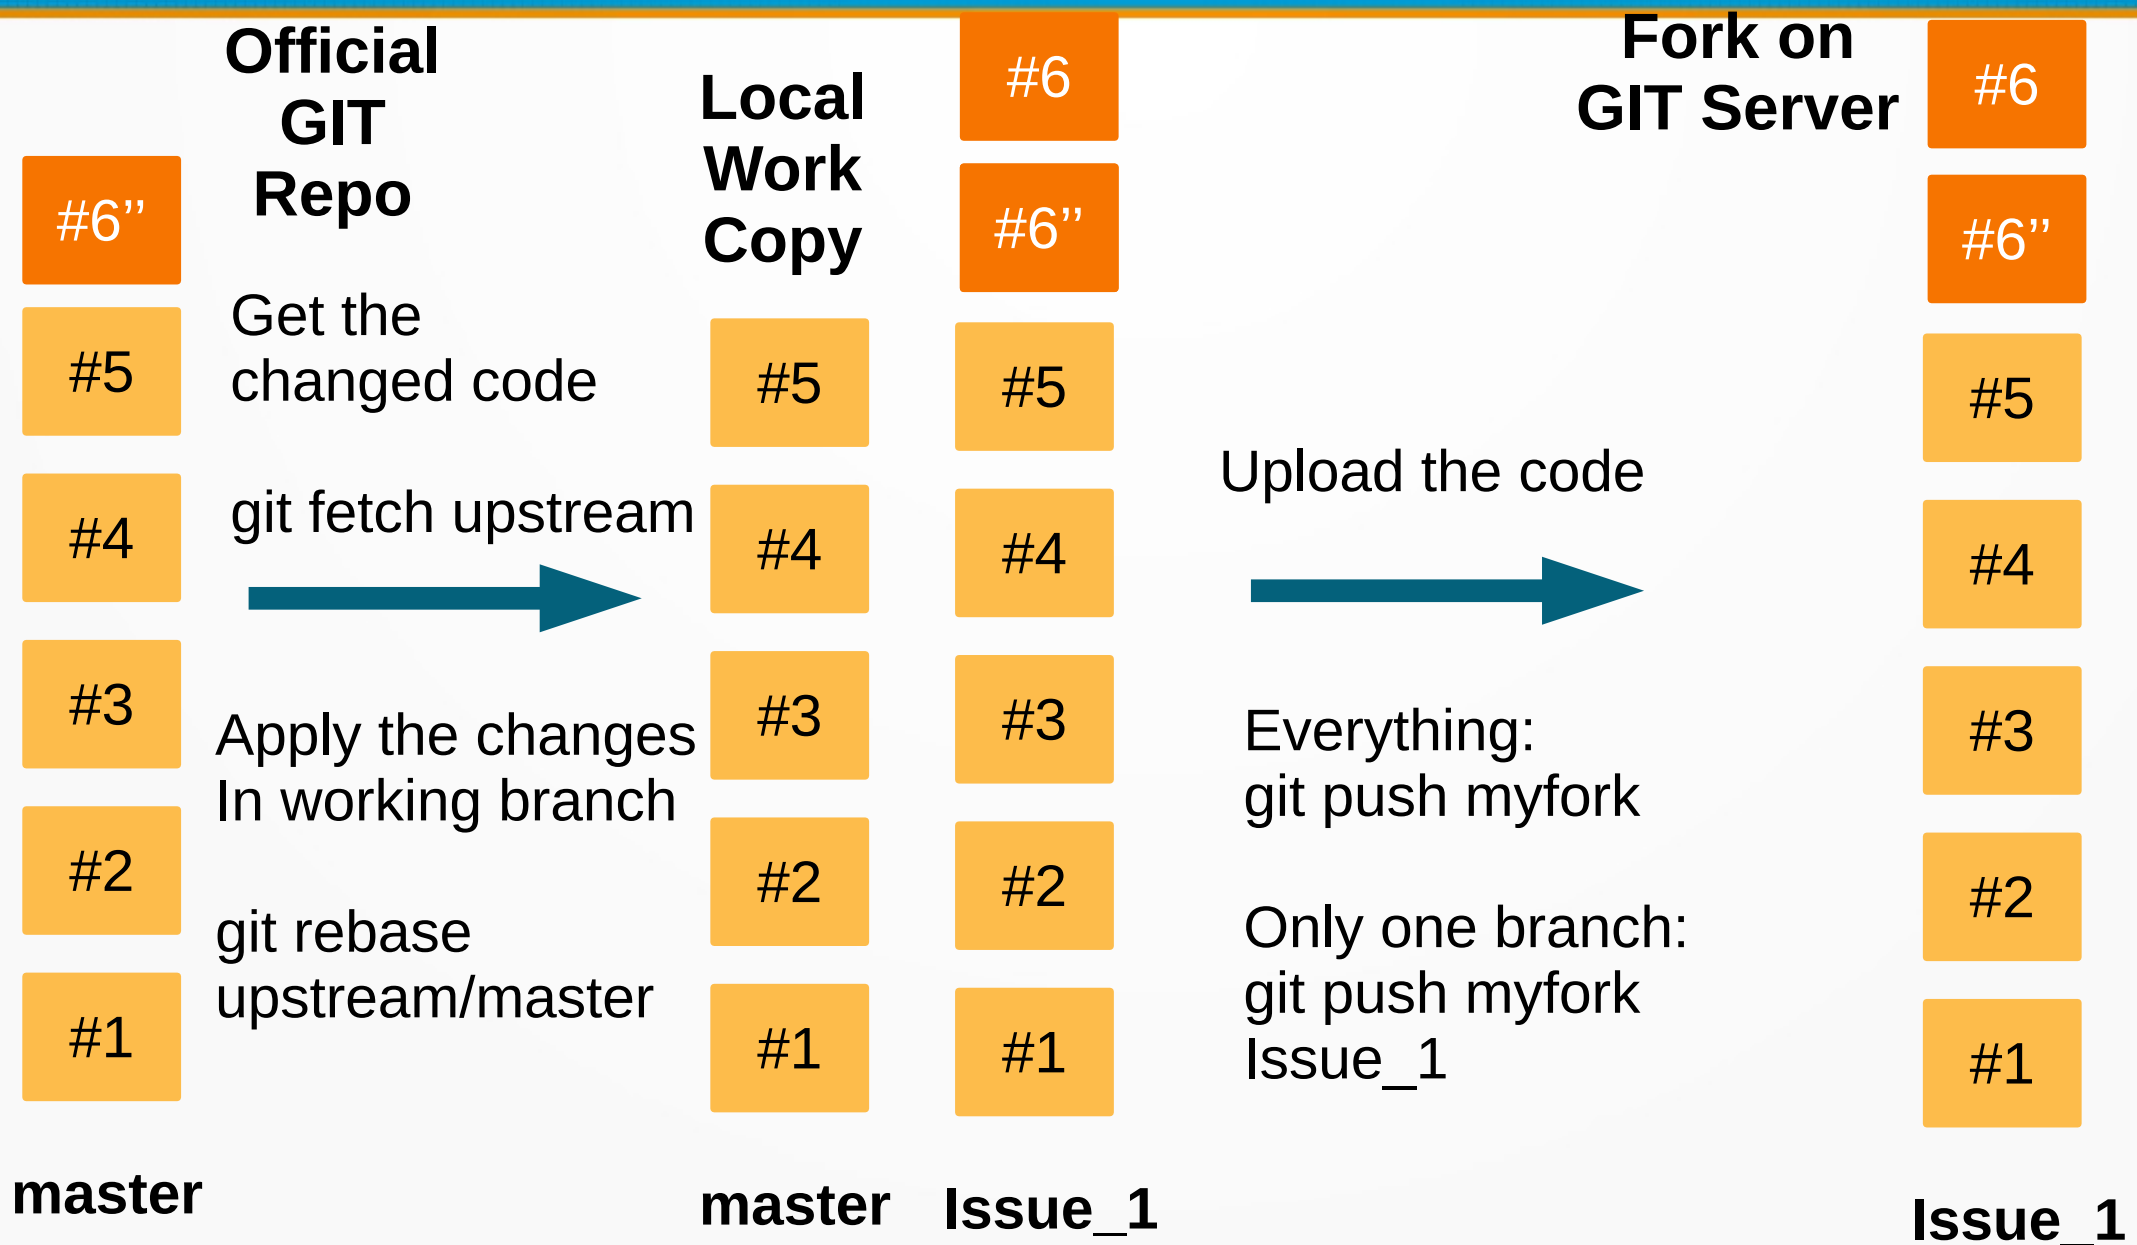 Official
GIT
Repo
#6’’
#5
#4
#3
#2
#1
master
Get the
changed code
git fetch upstream
Apply the changes
In working branch
git rebase
upstream/master
Local
Work
Copy
#5
#4
#3
#2
#1
master
#6
#6’’
#5
#4
#3
#2
#1
Issue_1
Upload the code
Everything:
git push myfork
Only one branch:
git push myfork
Issue_1
Fork on
GIT Server
#6
#6’’
#5
#4
#3
#2
#1
Issue_1